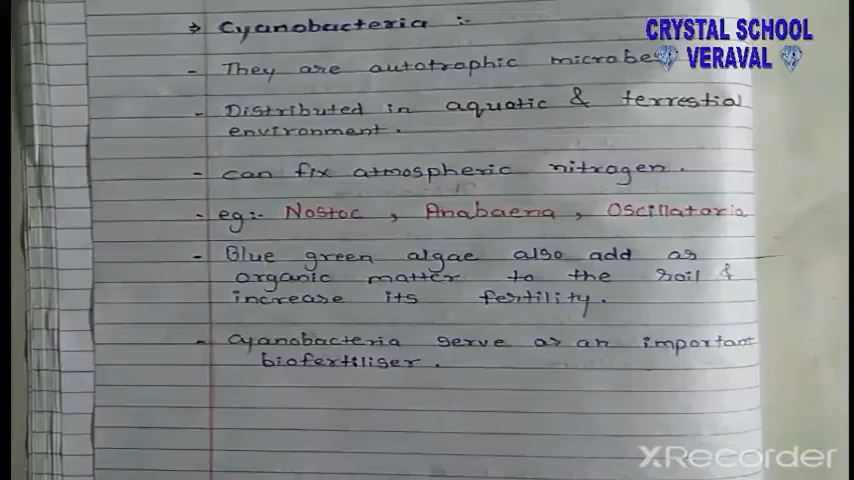 → Cyanobacteria :-
CRYSTAL SCHOOL
VERAVAL
- They are autotrophic microbes
- Distributed in aquatic & terrestial
environment.
- can fix atmospheric nitrogen.
- eg:- Nostoc, Anabaena, Oscillatoria
- Blue green algae also add as
organic matter to the soil &
increase its fertility.
- cyanobacteria serve as an important
biofertiliser.
XRecorder